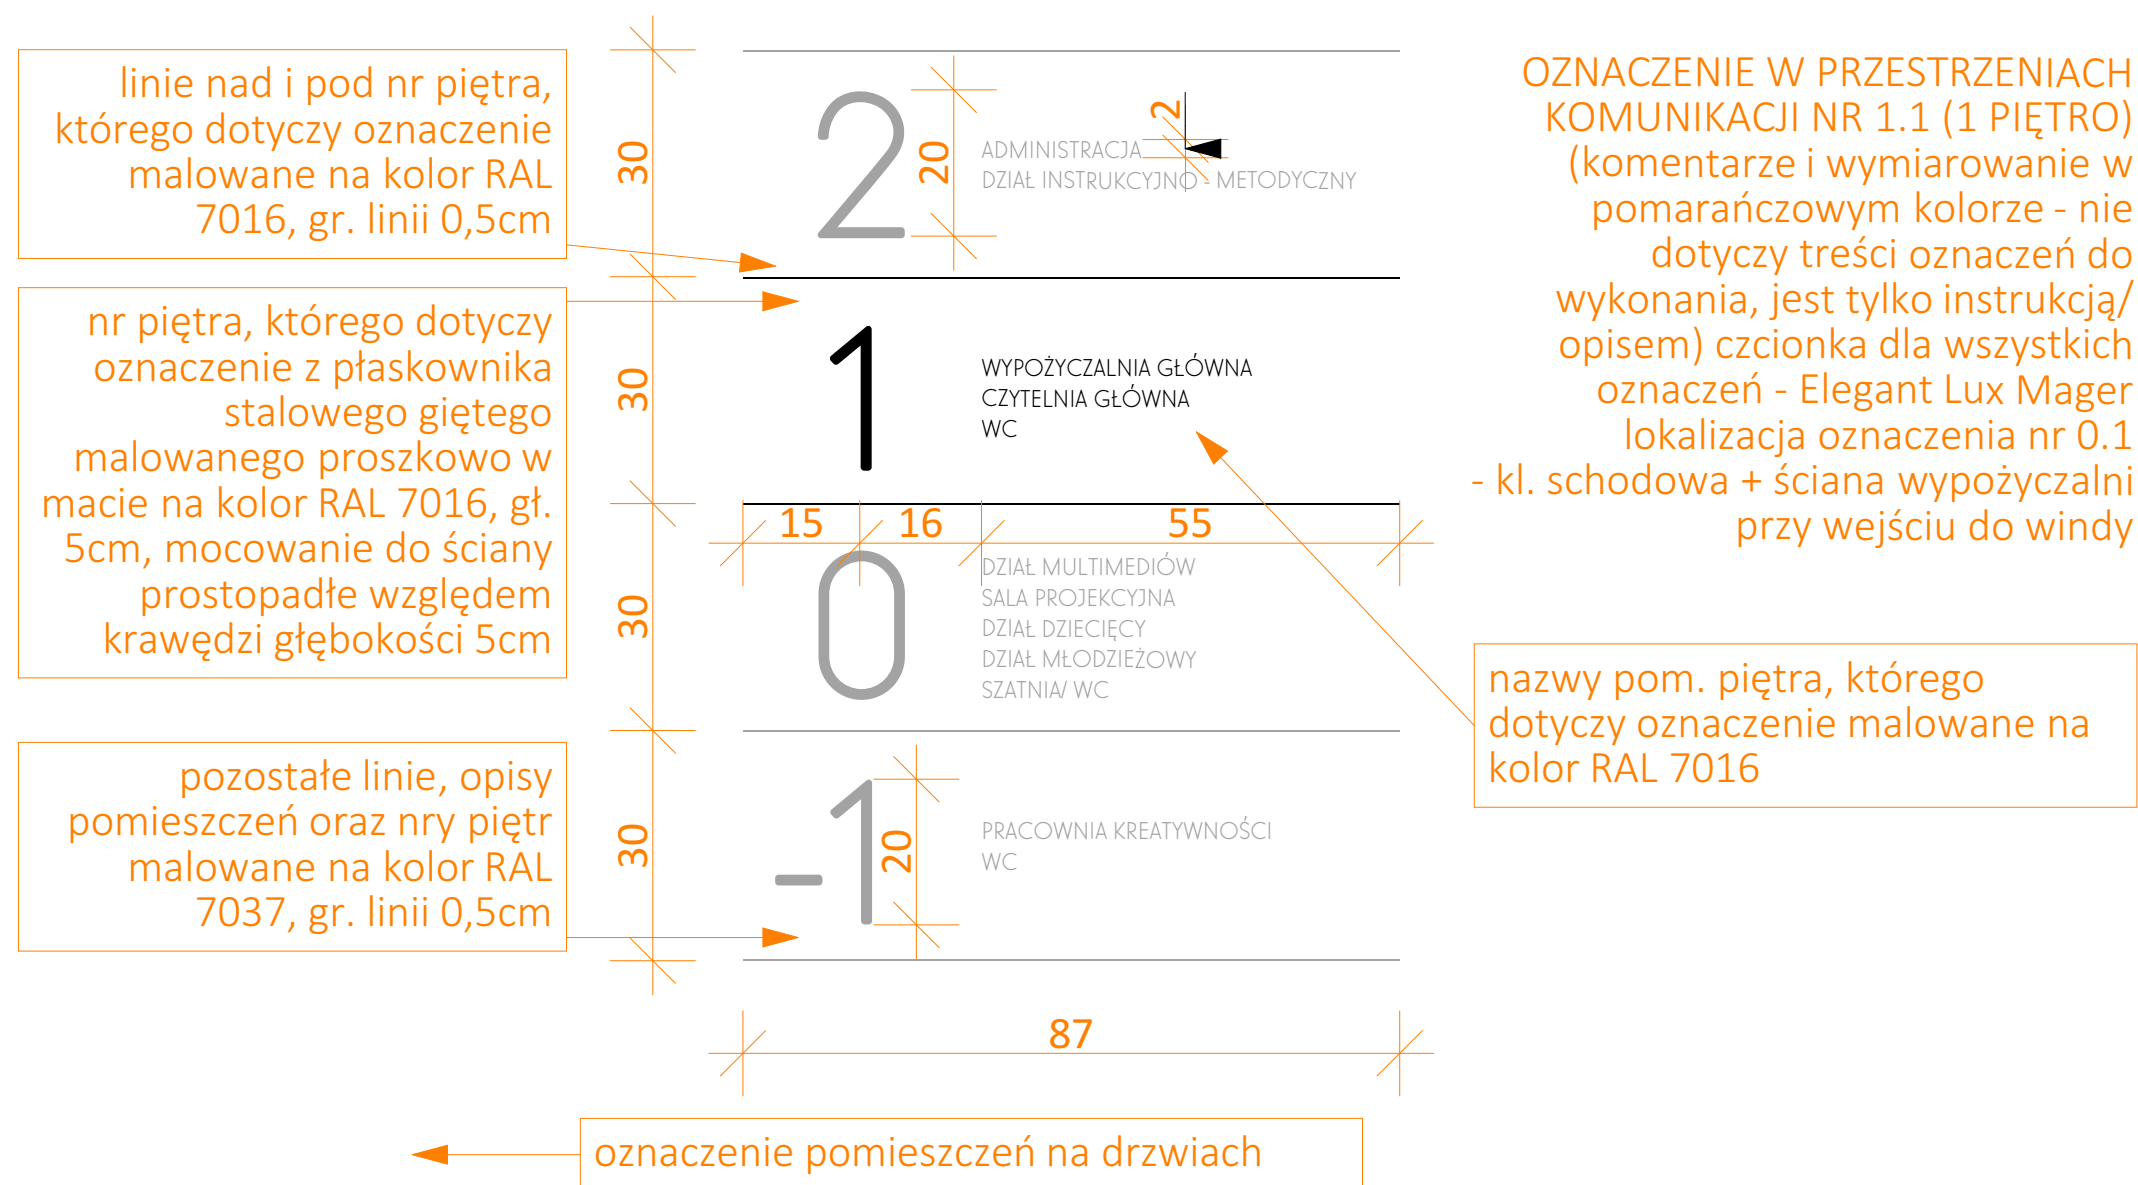 linie nad i pod nr piętra,
którego dotyczy oznaczenie
malowane na kolor RAL
7016, gr. linii 0,5cm
nr piętra, którego dotyczy
oznaczenie z płaskownika
stalowego giętego
malowanego proszkowo w
macie na kolor RAL 7016, gł.
5cm, mocowanie do ściany
prostopadłe względem
krawędzi głębokości 5cm
pozostałe linie, opisy
pomieszczeń oraz nry piętr
malowane na kolor RAL
7037, gr. linii 0,5cm
30
30
30
30
2
20
2
ADMINISTRACJA
DZIAŁ INSTRUKCYJNO - METODYCZNY
1
WYPOŻYCZALNIA GŁÓWNA
CZYTELNIA GŁÓWNA
WC
15
16
55
0
DZIAŁ MULTIMEDIÓW
SALA PROJEKCYJNA
DZIAŁ DZIECIĘCY
DZIAŁ MŁODZIEŻOWY
SZATNIA/ WC
-1
20
PRACOWNIA KREATYWNOŚCI
WC
87
oznaczenie pomieszczeń na drzwiach
OZNACZENIE W PRZESTRZENIACH
KOMUNIKACJI NR 1.1 (1 PIĘTRO)
(komentarze i wymiarowanie w
pomarańczowym kolorze - nie
dotyczy treści oznaczeń do
wykonania, jest tylko instrukcją/
opisem) czcionka dla wszystkich
oznaczeń - Elegant Lux Mager
lokalizacja oznaczenia nr 0.1
- kl. schodowa + ściana wypożyczalni
przy wejściu do windy
nazwy pom. piętra, którego
dotyczy oznaczenie malowane na
kolor RAL 7016